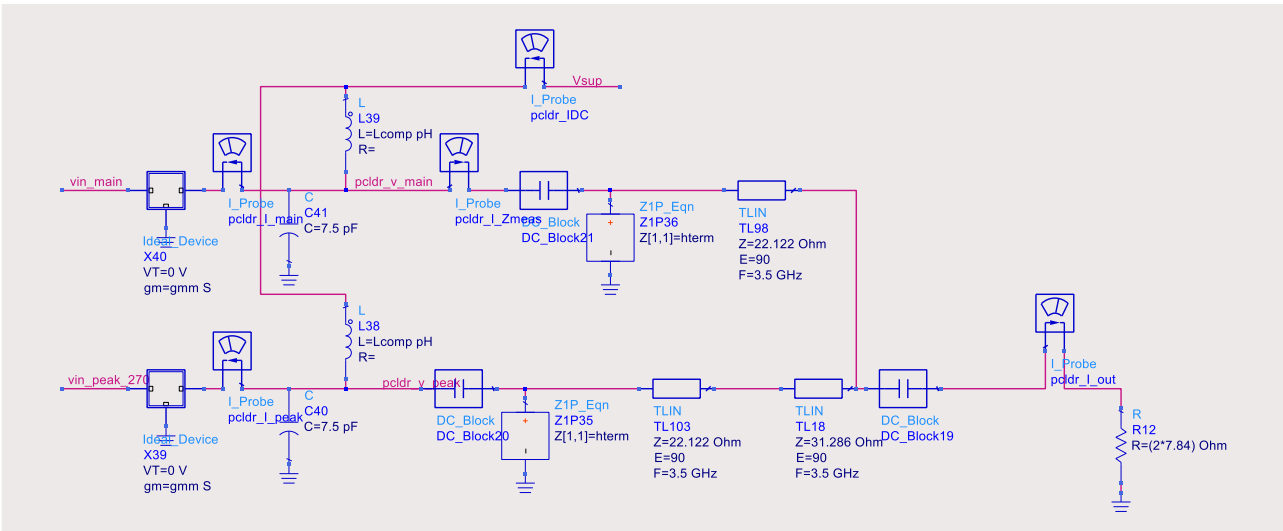 Vsup
I_Probe
pcldr_IDC
L
L39
L=Lcomp pH
R=
vin_main
pcldr_v_main
I_Probe
pcldr_I_main
C
C41
C=7.5 pF
I_Probe
pcldr_I_Zmeas
DC_Block
DC_Block21
Z1P_Eqn
Z1P36
Z[1,1]=hterm
TLIN
TL98
Z=22.122 Ohm
E=90
F=3.5 GHz
Ideal_Device
X40
VT=0 V
gm=gmm S
L
L38
L=Lcomp pH
R=
vin_peak_270
pcldr_v_peak
I_Probe
pcldr_I_peak
C
C40
C=7.5 pF
DC_Block
DC_Block20
Z1P_Eqn
Z1P35
Z[1,1]=hterm
TLIN
TL103
Z=22.122 Ohm
E=90
F=3.5 GHz
TLIN
TL18
Z=31.286 Ohm
E=90
F=3.5 GHz
DC_Block
DC_Block19
I_Probe
pcldr_I_out
R
R12
R=(2*7.84) Ohm
Ideal_Device
X39
VT=0 V
gm=gmm S